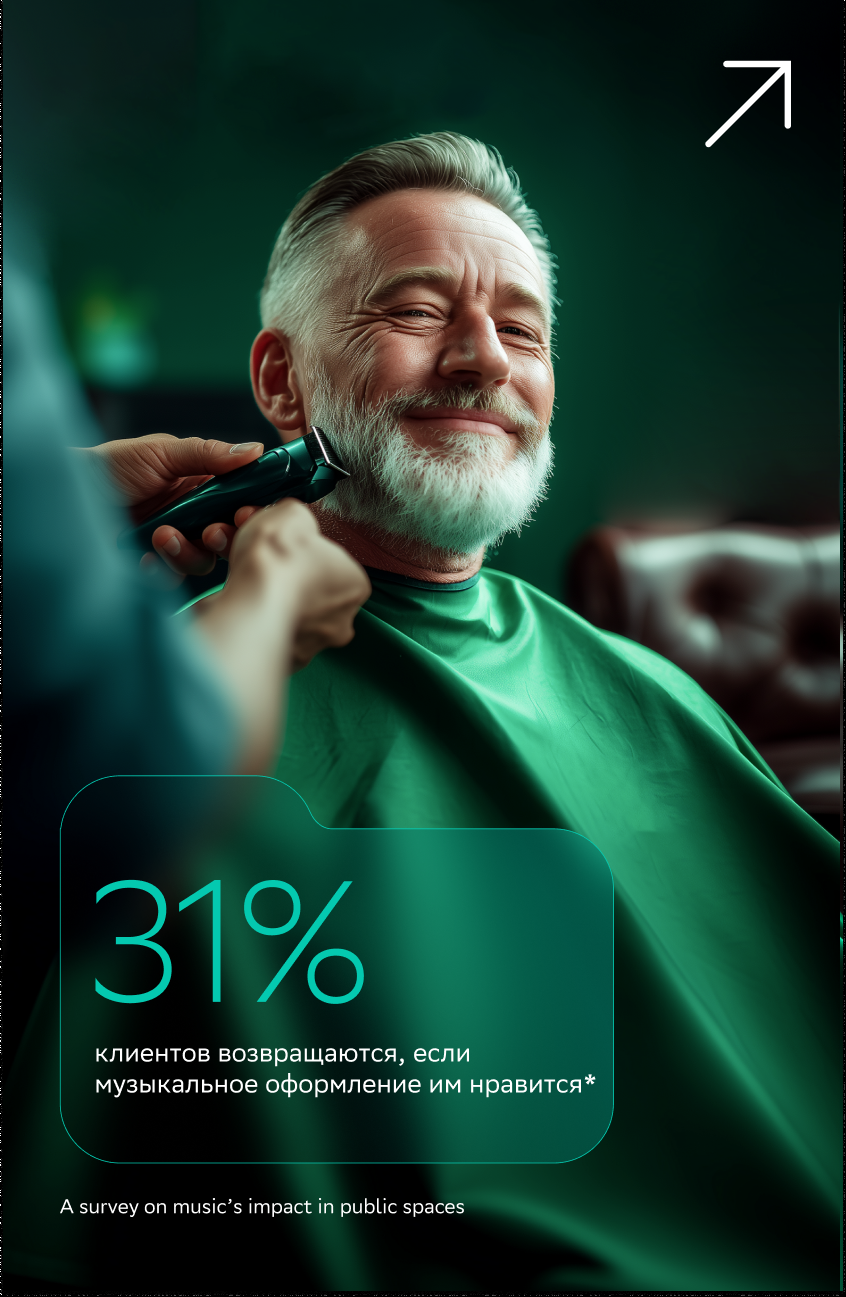 31%
клиентов возвращаются, если
музыкальное оформление им нравится*
A survey on music’s impact in public spaces